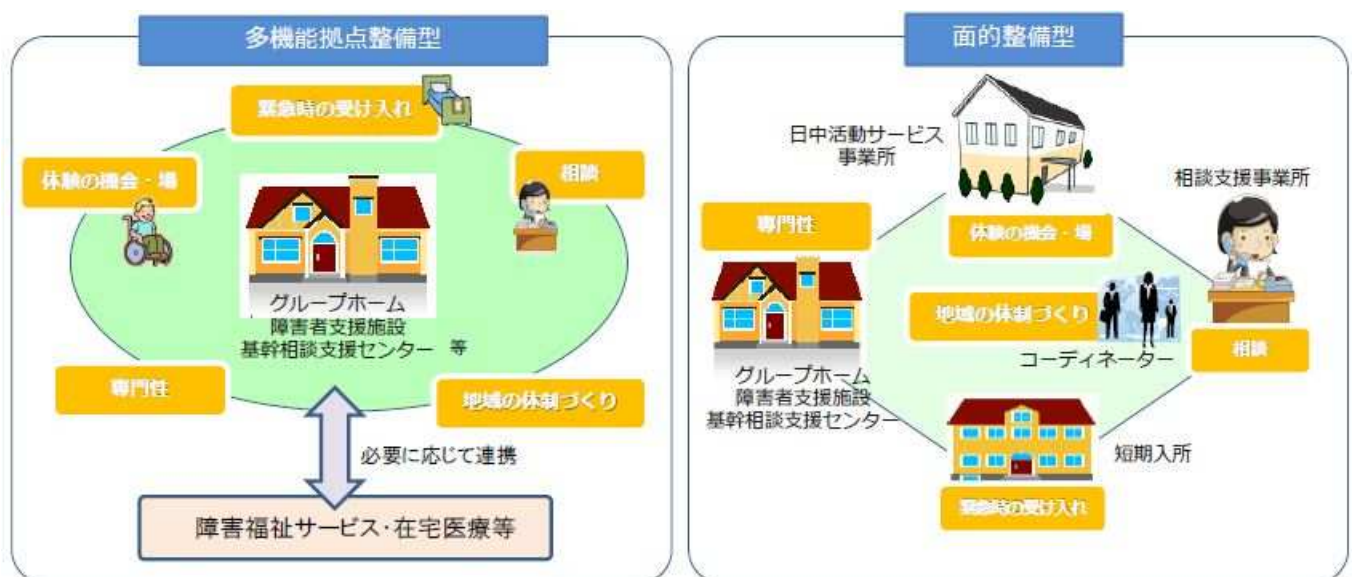 多機能拠点整備型
緊急時の受け入れ
体験の機会・場
相談
グループホーム
障害者支援施設
基幹相談支援センター 等
専門性
地域の体制づくり
必要に応じて連携
障害福祉サービス・在宅医療等
面的整備型
日中活動サービス
事業所
相談支援事業所
専門性
体験の機会・場
地域の体制づくり
コーディネーター
相談
グループホーム
障害者支援施設
基幹相談支援センター
短期入所
緊急時の受け入れ